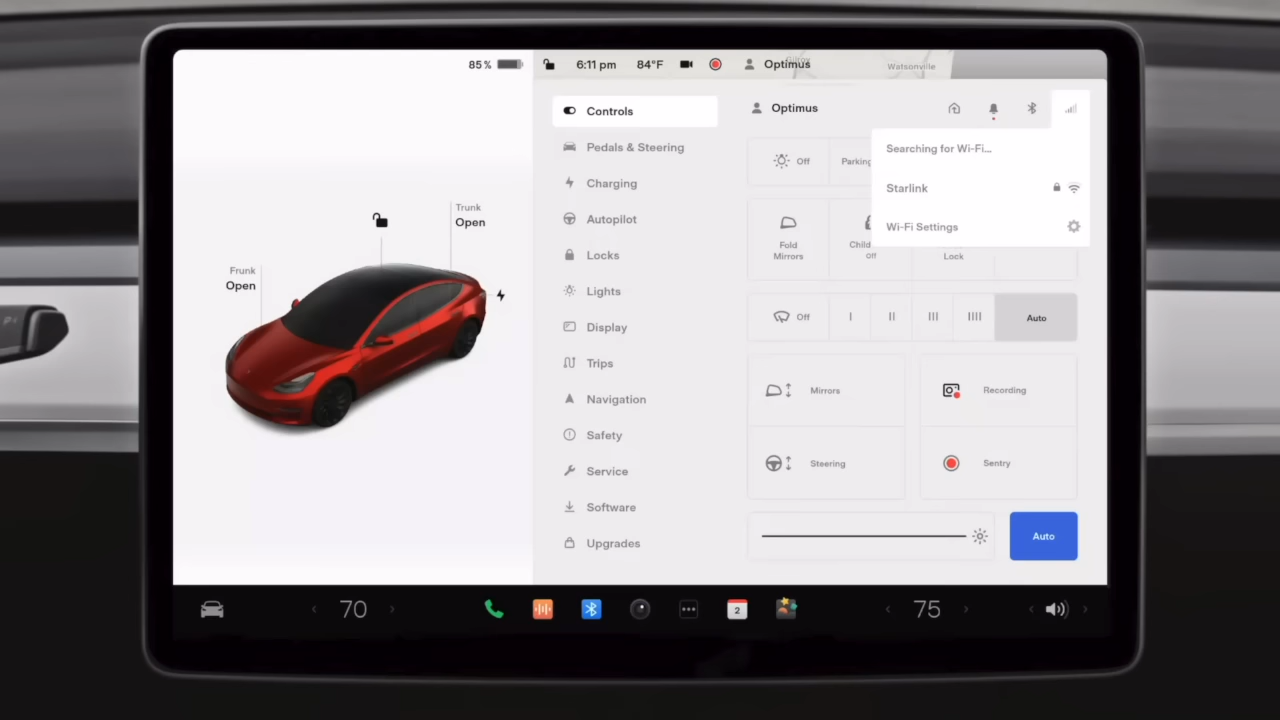 85 %
6:11 pm
84°F
Optimus
Watsonville
Controls
Pedals & Steering
Charging
Autopilot
Locks
Lights
Display
Trips
Navigation
Safety
Service
Software
Upgrades
Optimus
Searching for Wi-Fi...
Starlink
Wi-Fi Settings
Off
Parking
Fold
Mirrors
Child
Off
Lock
Off
I
II
III
IIII
Auto
Mirrors
Recording
Steering
Sentry
Auto
Trunk
Open
Frunk
Open
70
2
75